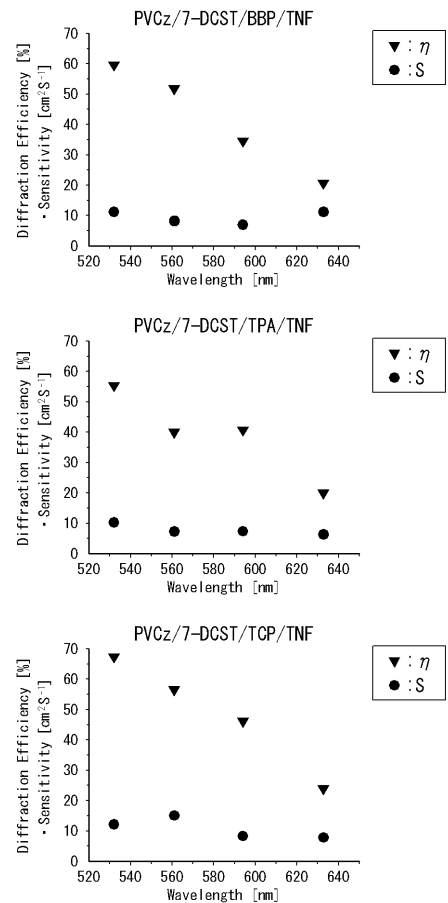 PVCz/7-DCST/BBP/TNF
▼: η
●: S
Diffraction Efficiency [%]
・Sensitivity [cm²S⁻¹]
70
60
50
40
30
20
10
0
520 540 560 580 600 620 640
Wavelength [nm]
PVCz/7-DCST/TPA/TNF
▼: η
●: S
Diffraction Efficiency [%]
・Sensitivity [cm²S⁻¹]
70
60
50
40
30
20
10
0
520 540 560 580 600 620 640
Wavelength [nm]
PVCz/7-DCST/TCP/TNF
▼: η
●: S
Diffraction Efficiency [%]
・Sensitivity [cm²S⁻¹]
70
60
50
40
30
20
10
0
520 540 560 580 600 620 640
Wavelength [nm]